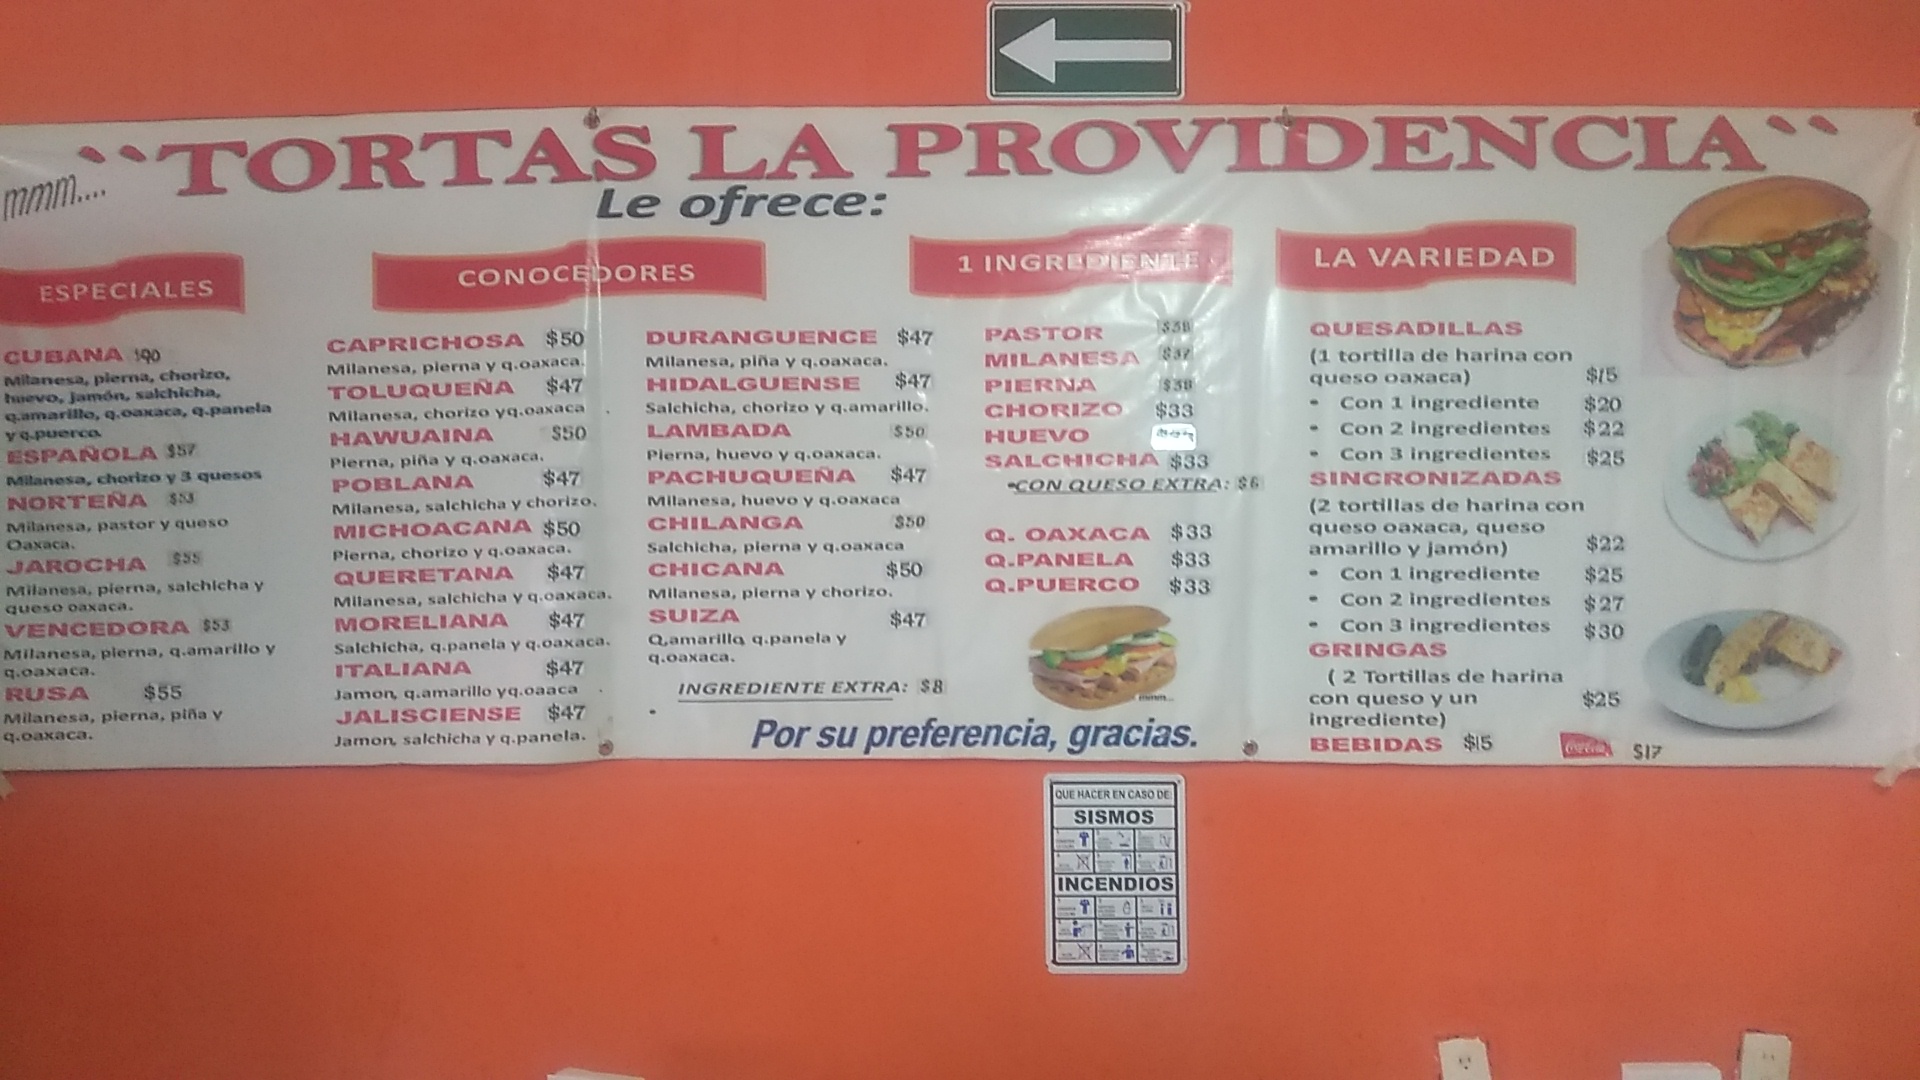 mmm....
``TORTAS LA PROVIDENCIA``
Le ofrece:
ESPECIALES
CUBANA $90
Milanesa, pierna, chorizo,
huevo, jamón, salchicha,
q.amarillo, q.oaxaca, q.panela
y q.puerco.
ESPAÑOLA $57
Milanesa, chorizo y 3 quesos
NORTEÑA $53
Milanesa, pastor y queso
Oaxaca.
JAROCHA $55
Milanesa, pierna, salchicha y
queso oaxaca.
VENCEDORA $53
Milanesa, pierna, q.amarillo y
q.oaxaca.
RUSA $55
Milanesa, pierna, piña y
q.oaxaca.
CONOCEDORES
CAPRICHOSA $50
Milanesa, pierna y q.oaxaca.
TOLUQUEÑA $47
Milanesa, chorizo yq.oaxaca .
HAWUAINA $50
Pierna, piña y q.oaxaca.
POBLANA $47
Milanesa, salchicha y chorizo.
MICHOACANA $50
Pierna, chorizo y q.oaxaca.
QUERETANA $47
Milanesa, salchicha y q.oaxaca.
MORELIANA $47
Salchicha, q.panela y q.oaxaca.
ITALIANA $47
Jamon, q.amarillo yq.oaaca .
JALISCIENSE $47
Jamon, salchicha y q.panela.
DURANGUENCE $47
Milanesa, piña y q.oaxaca.
HIDALGUENSE $47
Salchicha, chorizo y q.amarillo.
LAMBADA $50
Pierna, huevo y q.oaxaca.
PACHUQUEÑA $47
Milanesa, huevo y q.oaxaca
CHILANGA $50
Salchicha, pierna y q.oaxaca
CHICANA $50
Milanesa, pierna y chorizo.
SUIZA $47
Q.amarillo, q.panela y
q.oaxaca.
INGREDIENTE EXTRA: $8
1 INGREDIENTE
PASTOR $38
MILANESA $37
PIERNA $38
CHORIZO $33
HUEVO
SALCHICHA $33
•CON QUESO EXTRA: $6
Q. OAXACA $33
Q.PANELA $33
Q.PUERCO $33
mmm...
Por su preferencia, gracias.
LA VARIEDAD
QUESADILLAS
(1 tortilla de harina con
queso oaxaca) $15
• Con 1 ingrediente $20
• Con 2 ingredientes $22
• Con 3 ingredientes $25
SINCRONIZADAS
(2 tortillas de harina con
queso oaxaca, queso
amarillo y jamón) $22
• Con 1 ingrediente $25
• Con 2 ingredientes $27
• Con 3 ingredientes $30
GRINGAS
( 2 Tortillas de harina
con queso y un $25
ingrediente)
BEBIDAS $15 Coca-Cola $17
QUE HACER EN CASO DE:
SISMOS
INCENDIOS